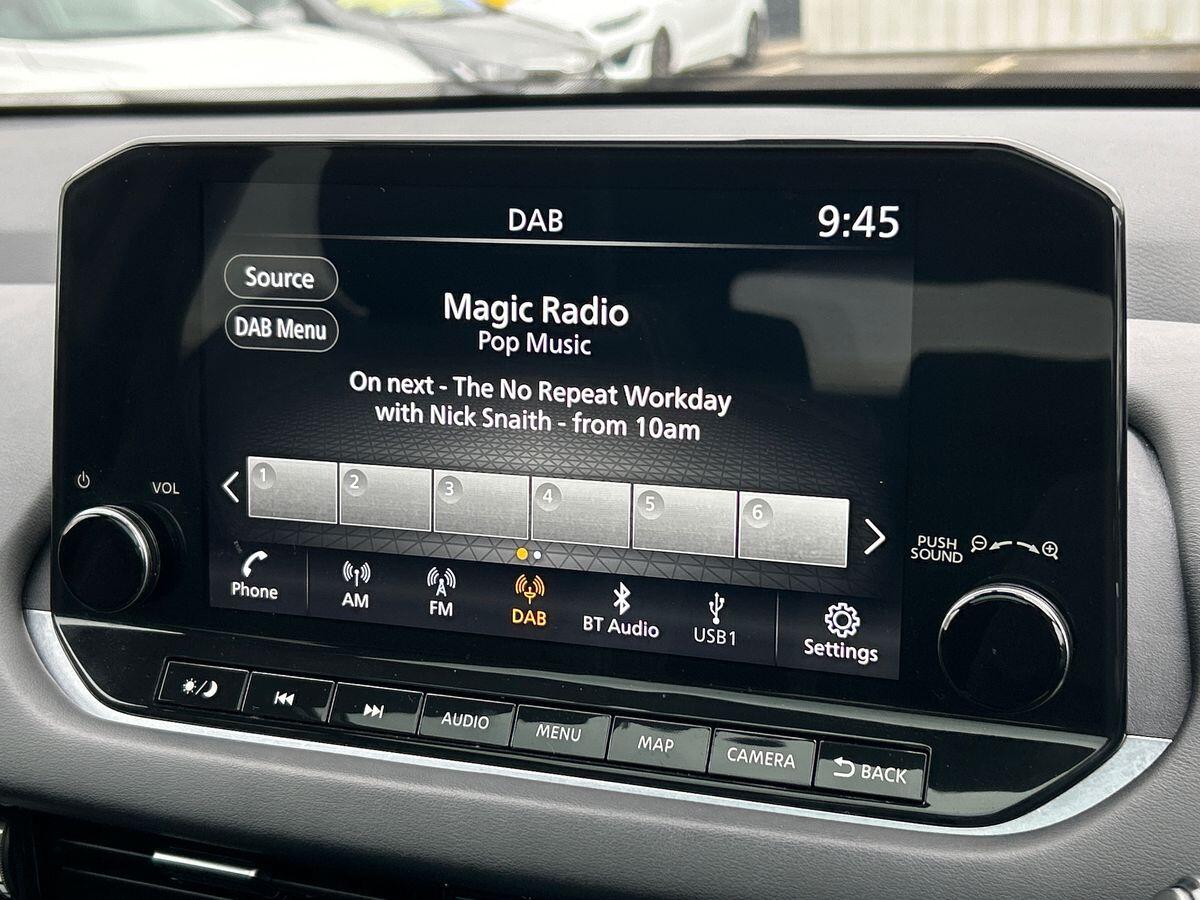 DAB
9:45
Source
DAB Menu
Magic Radio
Pop Music
On next - The No Repeat Workday
with Nick Snaith - from 10am
1 2 3 4 5 6
VOL
PUSH
SOUND
Phone
AM
FM
DAB
BT Audio
USB1
Settings
AUDIO
MENU
MAP
CAMERA
BACK